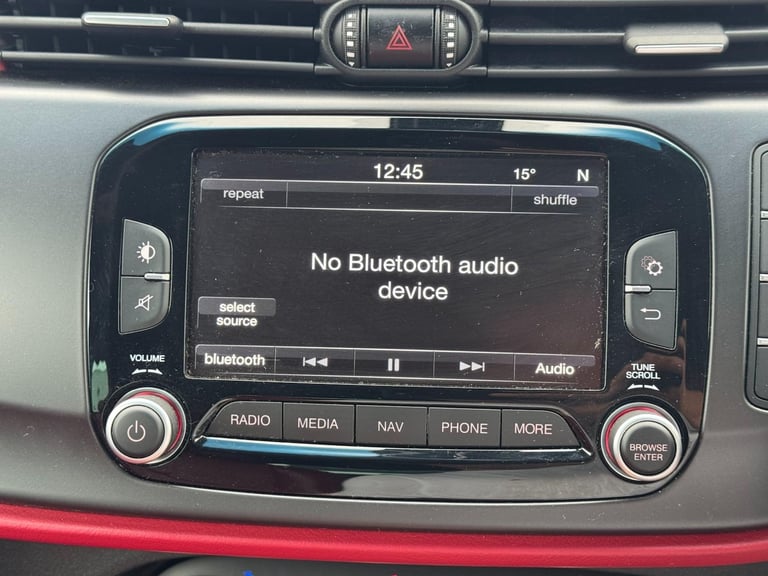 12:45 15° N
repeat
shuffle
No Bluetooth audio
device
select
source
bluetooth
Audio
VOLUME
TUNE
SCROLL
RADIO MEDIA NAV PHONE MORE
BROWSE
ENTER